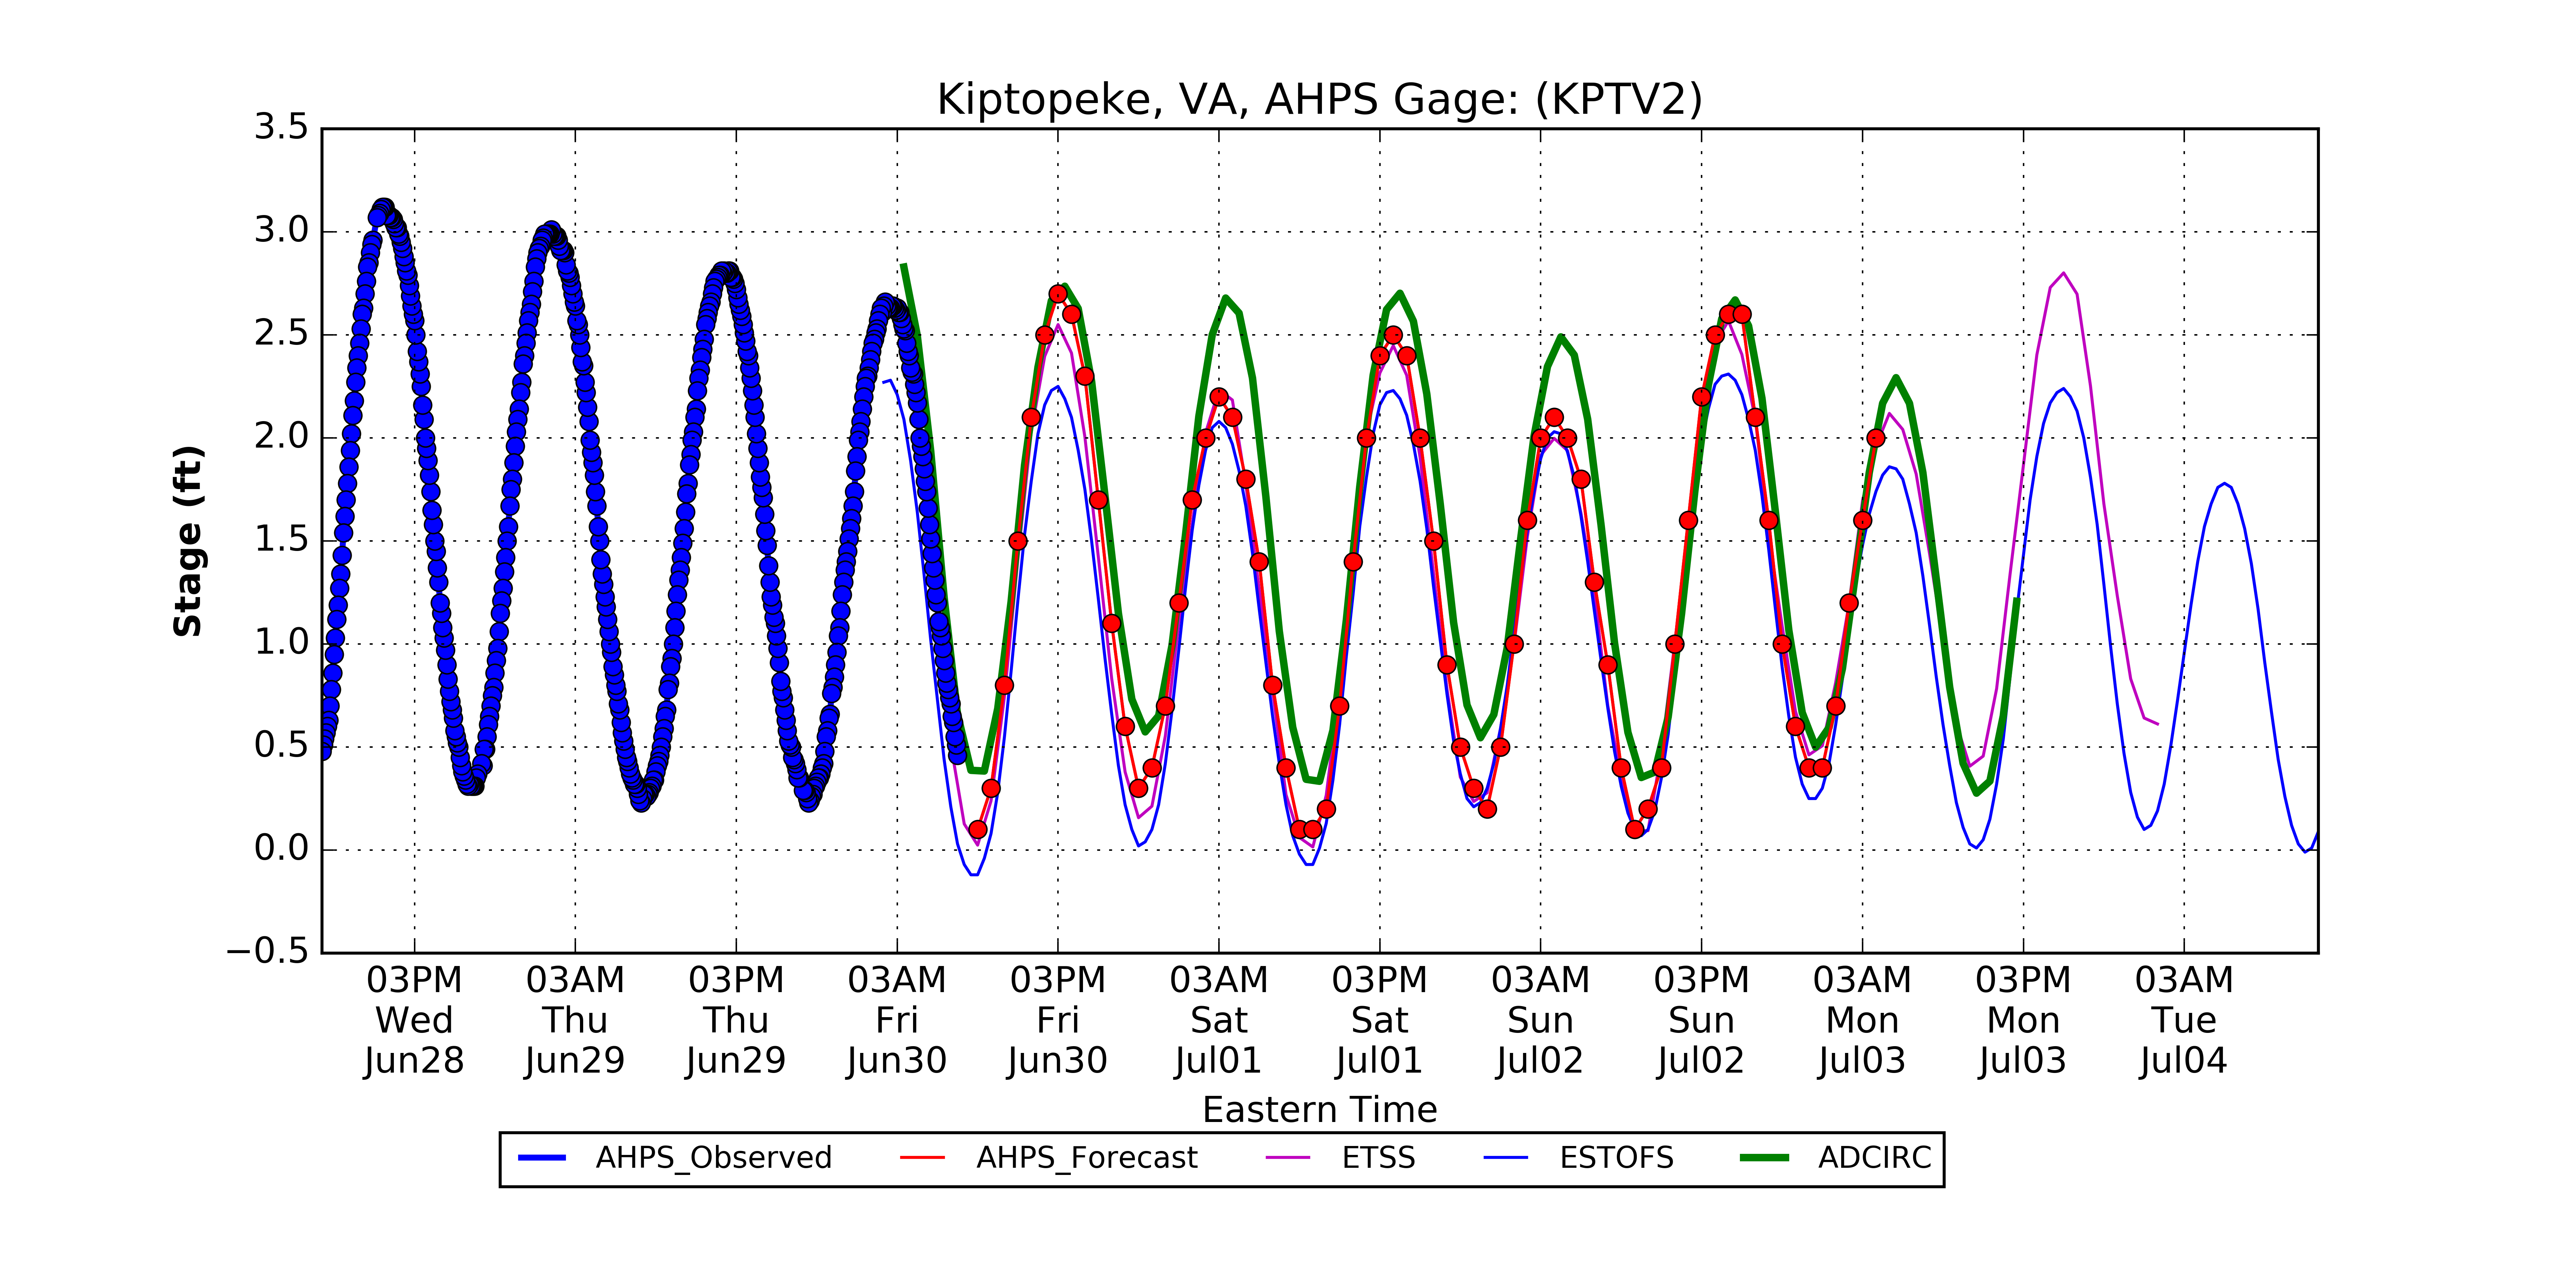 Kiptopeke, VA, AHPS Gage: (KPTV2)
3.5
3.0
2.5
2.0
1.5
1.0
0.5
0.0
−0.5
Stage (ft)
03PM 03AM 03PM 03AM 03PM 03AM 03PM 03AM 03PM 03AM 03PM 03AM
Wed Thu Thu Fri Fri Sat Sat Sun Sun Mon Mon Tue
Jun28 Jun29 Jun29 Jun30 Jun30 Jul01 Jul01 Jul02 Jul02 Jul03 Jul03 Jul04
Eastern Time
AHPS_Observed AHPS_Forecast ETSS ESTOFS ADCIRC